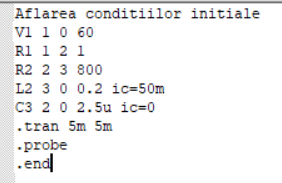 Aflarea conditiilor initiale
V1 1 0 60
R1 1 2 1
R2 2 3 800
L2 3 0 0.2 ic=50m
C3 2 0 2.5u ic=0
.tran 5m 5m
.probe
.end